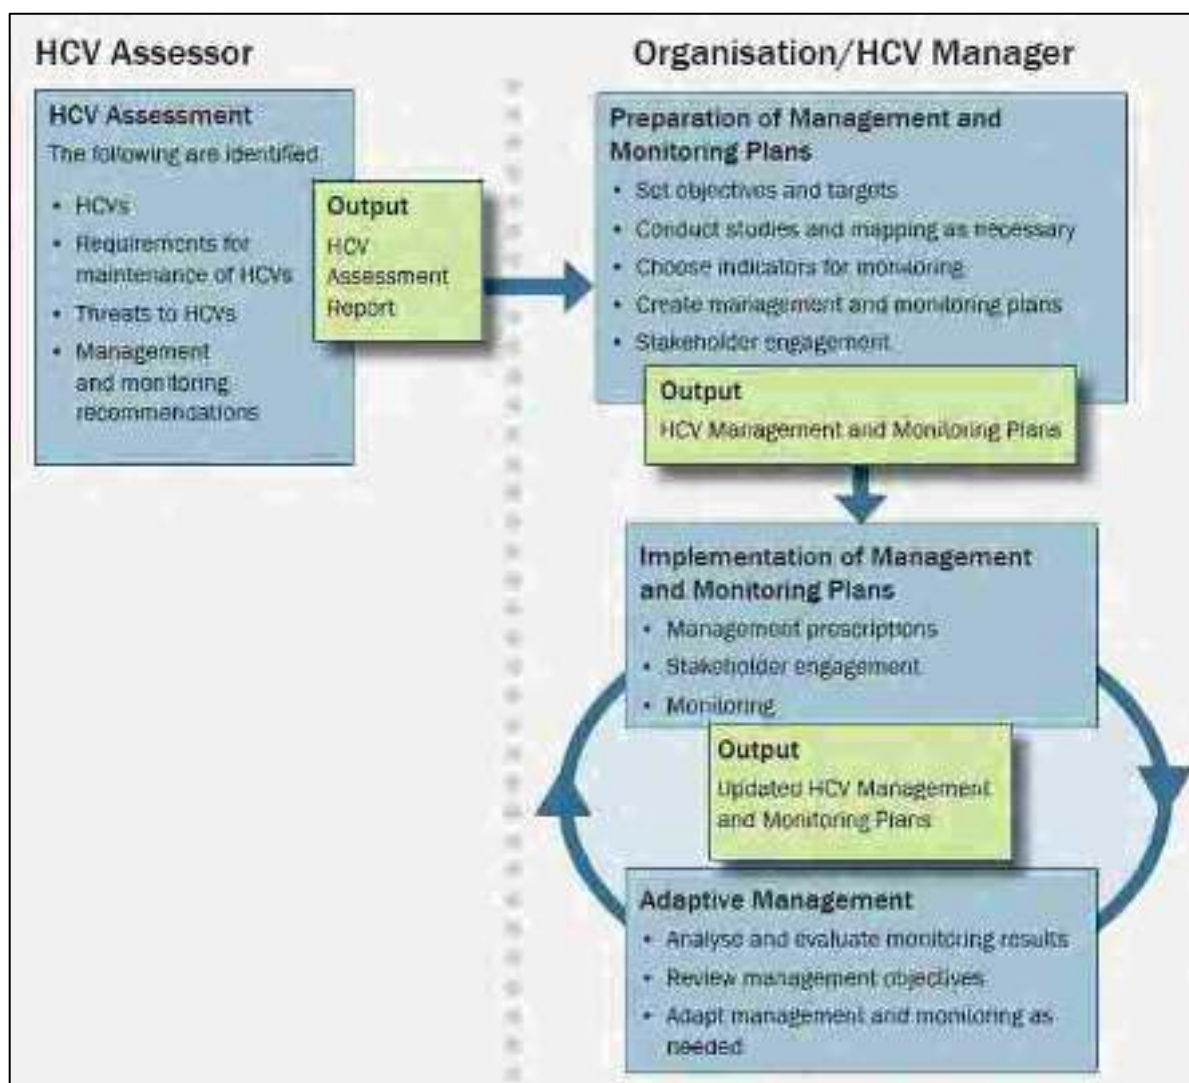 HCV Assessor
HCV Assessment
The following are identified
• HCVs
• Requirements for
maintenance of HCVs
• Threats to HCVs
• Management
and monitoring
recommendations
Output
HCV
Assessment
Report
Organisation/HCV Manager
Preparation of Management and
Monitoring Plans
• Set objectives and targets
• Conduct studies and mapping as necessary
• Choose indicators for monitoring
• Create management and monitoring plans
• Stakeholder engagement
Output
HCV Management and Monitoring Plans
Implementation of Management
and Monitoring Plans
• Management prescriptions
• Stakeholder engagement
• Monitoring
Output
Updated HCV Management
and Monitoring Plans
Adaptive Management
• Analyse and evaluate monitoring results
• Review management objectives
• Adapt management and monitoring as
needed